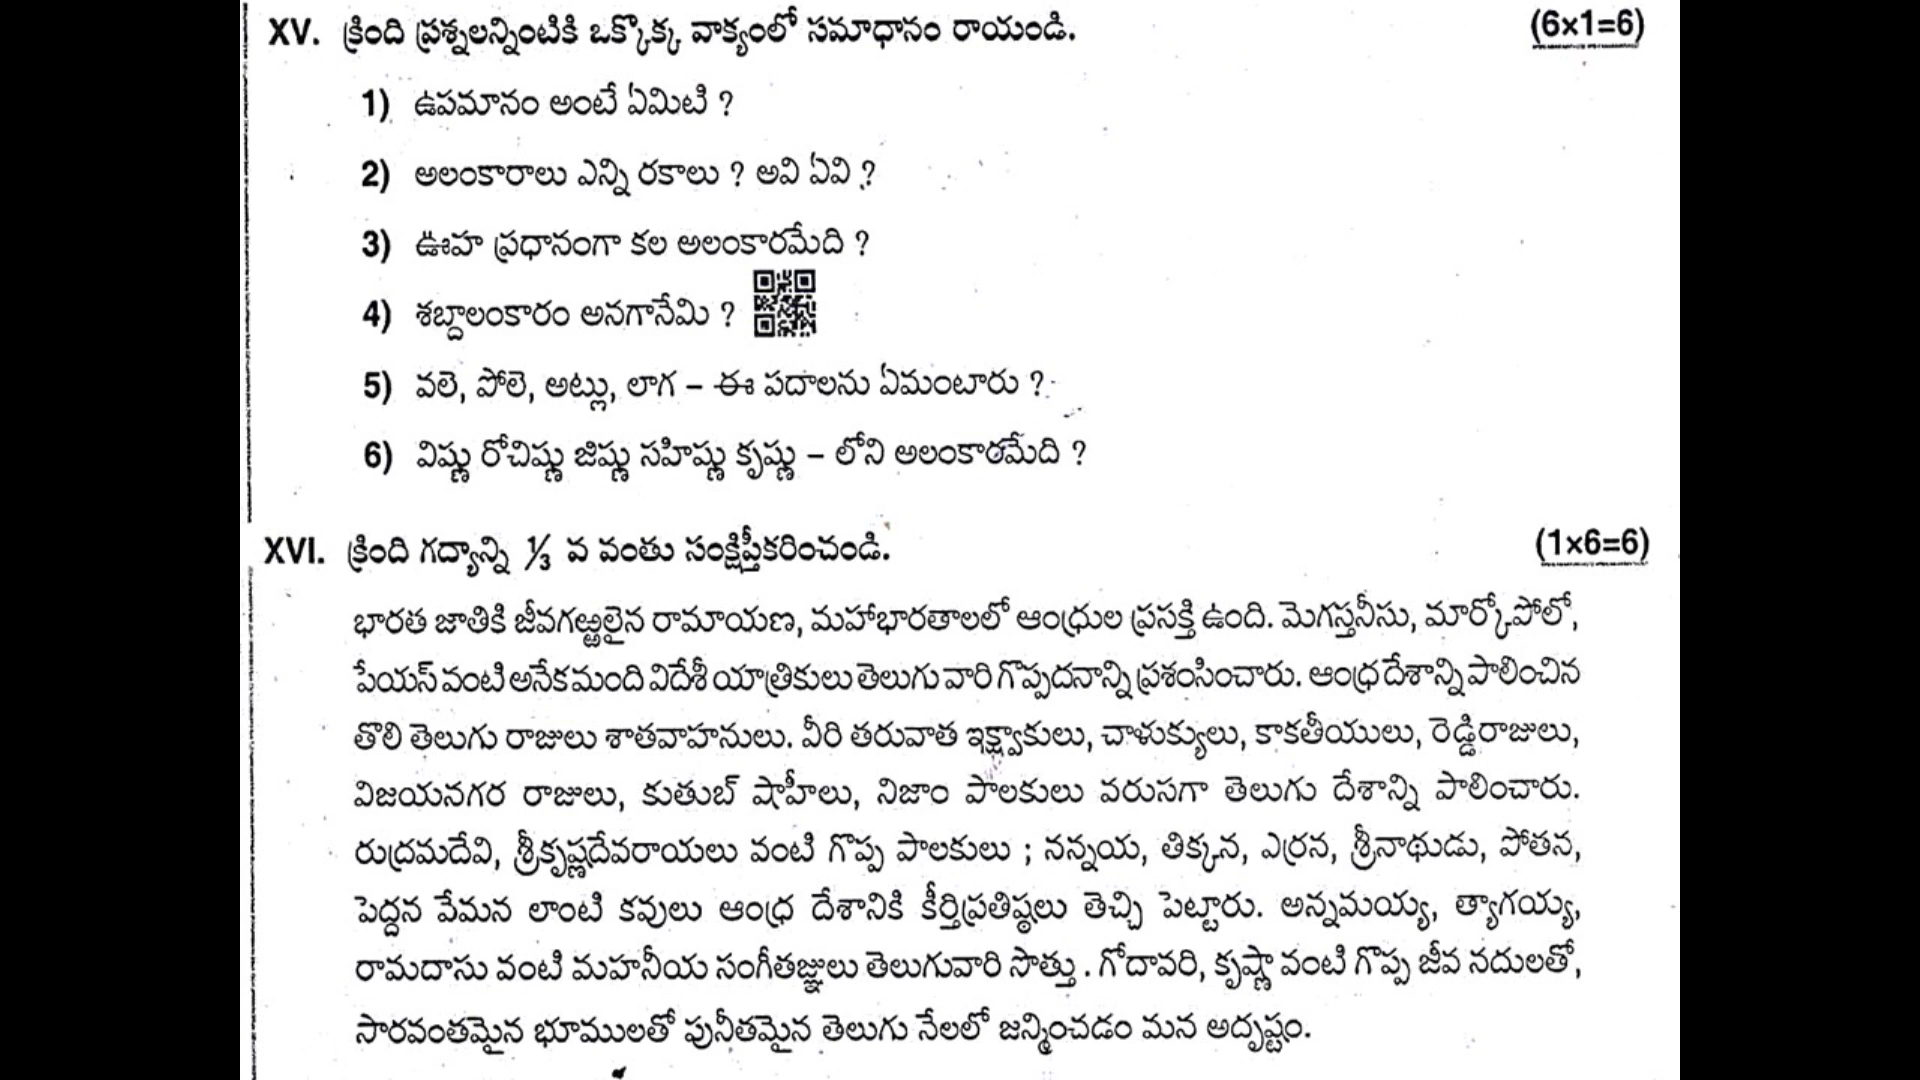 XV. క్రింది ప్రశ్నలన్నింటికి ఒక్కొక్క వాక్యంలో సమాధానం రాయండి. (6×1=6)
1) ఉపమానం అంటే ఏమిటి ?
2) అలంకారాలు ఎన్ని రకాలు ? అవి ఏవి ?
3) ఊహ ప్రధానంగా కల అలంకారమేది ?
4) శబ్దాలంకారం అనగానేమి ?
5) వలె, పోలె, అట్లు, లాగ – ఈ పదాలను ఏమంటారు ?
6) విష్ణు రోచిష్ణు జిష్ణు సహిష్ణు కృష్ణు – లోని అలంకారమేది ?
XVI. క్రింది గద్యాన్ని 1/3 వ వంతు సంక్షిప్తీకరించండి. (1×6=6)
భారత జాతికి జీవగఱ్ఱలైన రామాయణ, మహాభారతాలలో ఆంధ్రుల ప్రసక్తి ఉంది. మెగస్తనీసు, మార్కోపోలో,
పేయస్ వంటి అనేకమంది విదేశీ యాత్రికులు తెలుగు వారి గొప్పదనాన్ని ప్రశంసించారు. ఆంధ్రదేశాన్ని పాలించిన
తొలి తెలుగు రాజులు శాతవాహనులు. వీరి తరువాత ఇక్ష్వాకులు, చాళుక్యులు, కాకతీయులు, రెడ్డిరాజులు,
విజయనగర రాజులు, కుతుబ్ షాహీలు, నిజాం పాలకులు వరుసగా తెలుగు దేశాన్ని పాలించారు.
రుద్రమదేవి, శ్రీకృష్ణదేవరాయలు వంటి గొప్ప పాలకులు ; నన్నయ, తిక్కన, ఎర్రన, శ్రీనాథుడు, పోతన,
పెద్దన వేమన లాంటి కవులు ఆంధ్ర దేశానికి కీర్తిప్రతిష్ఠలు తెచ్చి పెట్టారు. అన్నమయ్య, త్యాగయ్య,
రామదాసు వంటి మహనీయ సంగీతజ్ఞులు తెలుగువారి సొత్తు . గోదావరి, కృష్ణా వంటి గొప్ప జీవ నదులతో,
సారవంతమైన భూములతో పునీతమైన తెలుగు నేలలో జన్మించడం మన అదృష్టం.